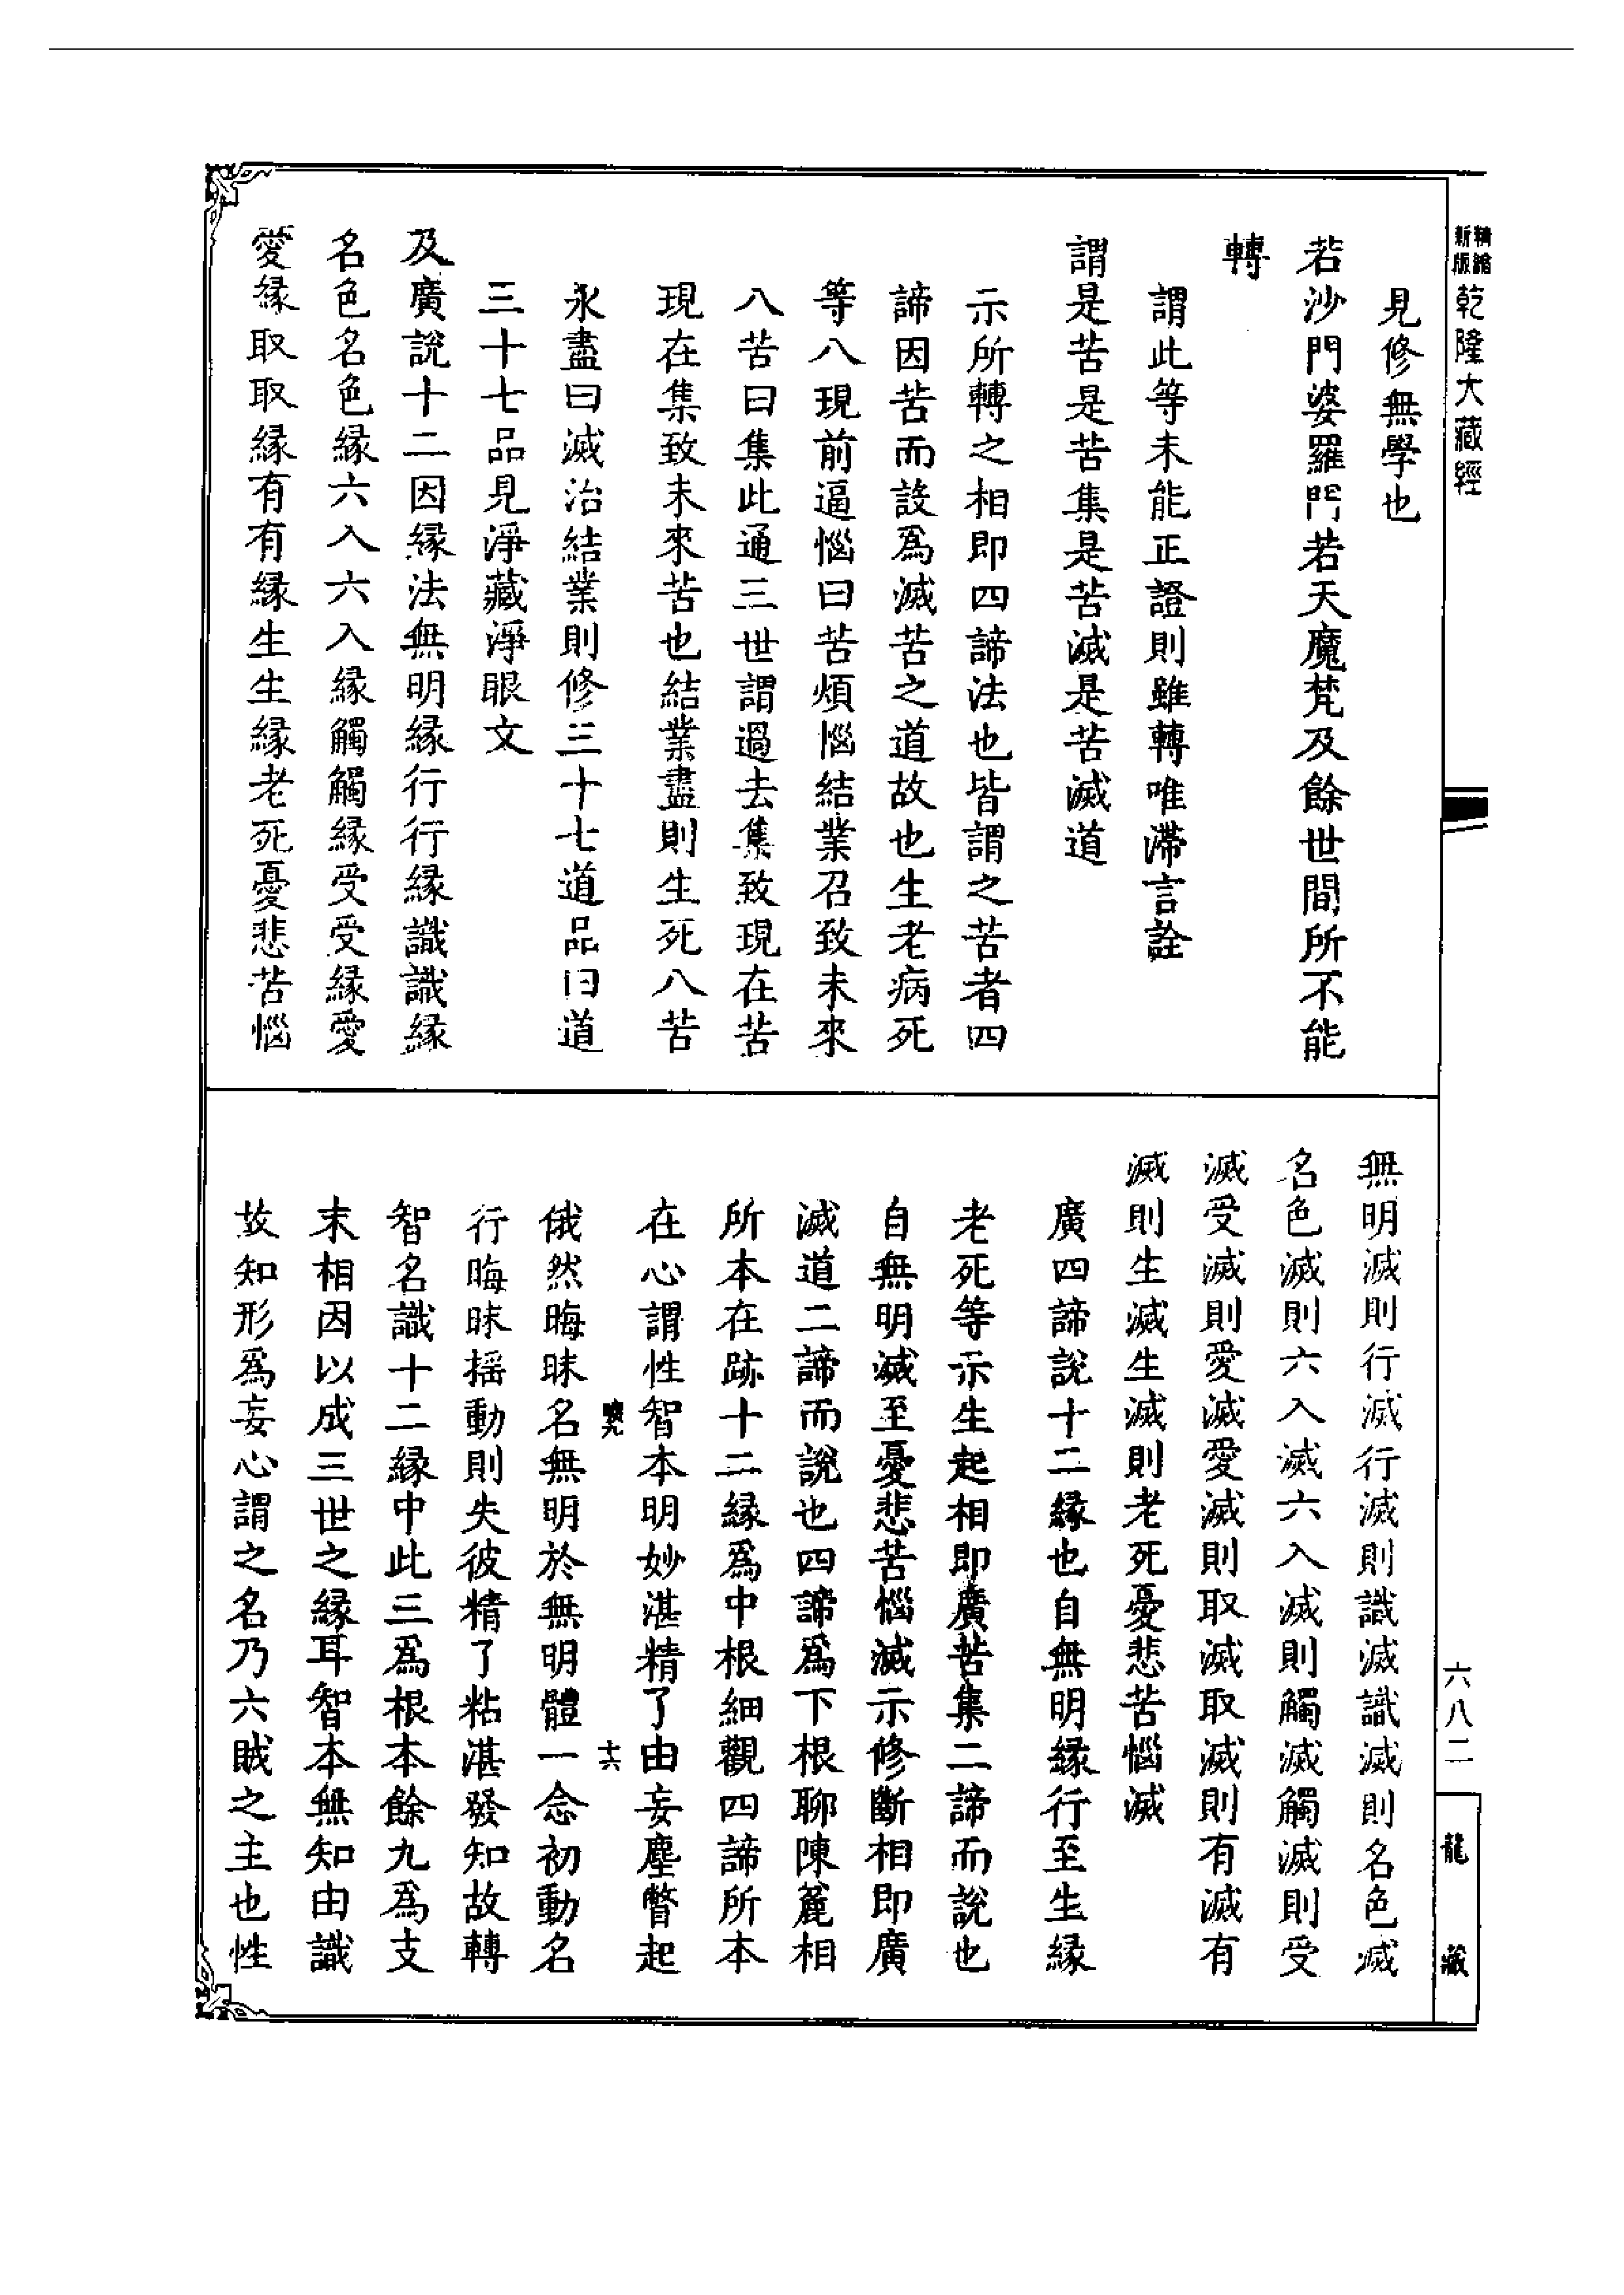 精縮新版乾隆大藏經
見修無學也
若沙門婆羅門若天魔梵及餘世間所不能
轉
謂此等未能正證則雖轉唯滯言詮
謂是苦是苦集是苦滅是苦滅道
示所轉之相即四諦法也皆謂之苦者四
諦因苦而設爲滅苦之道故也生老病死
等八現前逼惱曰苦煩惱結業召致未來
八苦曰集此通三世謂過去集致現在苦
現在集致未來苦也結業盡則生死八苦
永盡曰滅治結業則修三十七道品曰道
三十七品見淨藏淨眼文
及廣說十二因緣法無明緣行行緣識識緣
名色名色緣六入六入緣觸觸緣受受緣愛
愛緣取取緣有有緣生生緣老死憂悲苦惱
無明滅則行滅行滅則識滅識滅則名色滅
名色滅則六入滅六入滅則觸滅觸滅則受
滅受滅則愛滅愛滅則取滅取滅則有滅有
滅則生滅生滅則老死憂悲苦惱滅
廣四諦說十二緣也自無明緣行至生緣
老死等示生起相即廣苦集二諦而說也
自無明滅至憂悲苦惱滅示修斷相即廣
滅道二諦而說也四諦爲下根聊陳麄相
所本在跡十二緣爲中根細觀四諦所本
在心謂性智本明妙湛精了由妄塵瞥起
十六
俄然晦昧名無明於無明體一念初動名
行晦昧搖動則失彼精了粘湛發知故轉
智名識十二緣中此三爲根本餘九爲支
末相因以成三世之緣耳智本無知由識
故知形爲妄心謂之名乃六賊之主也性
六八二
龍藏